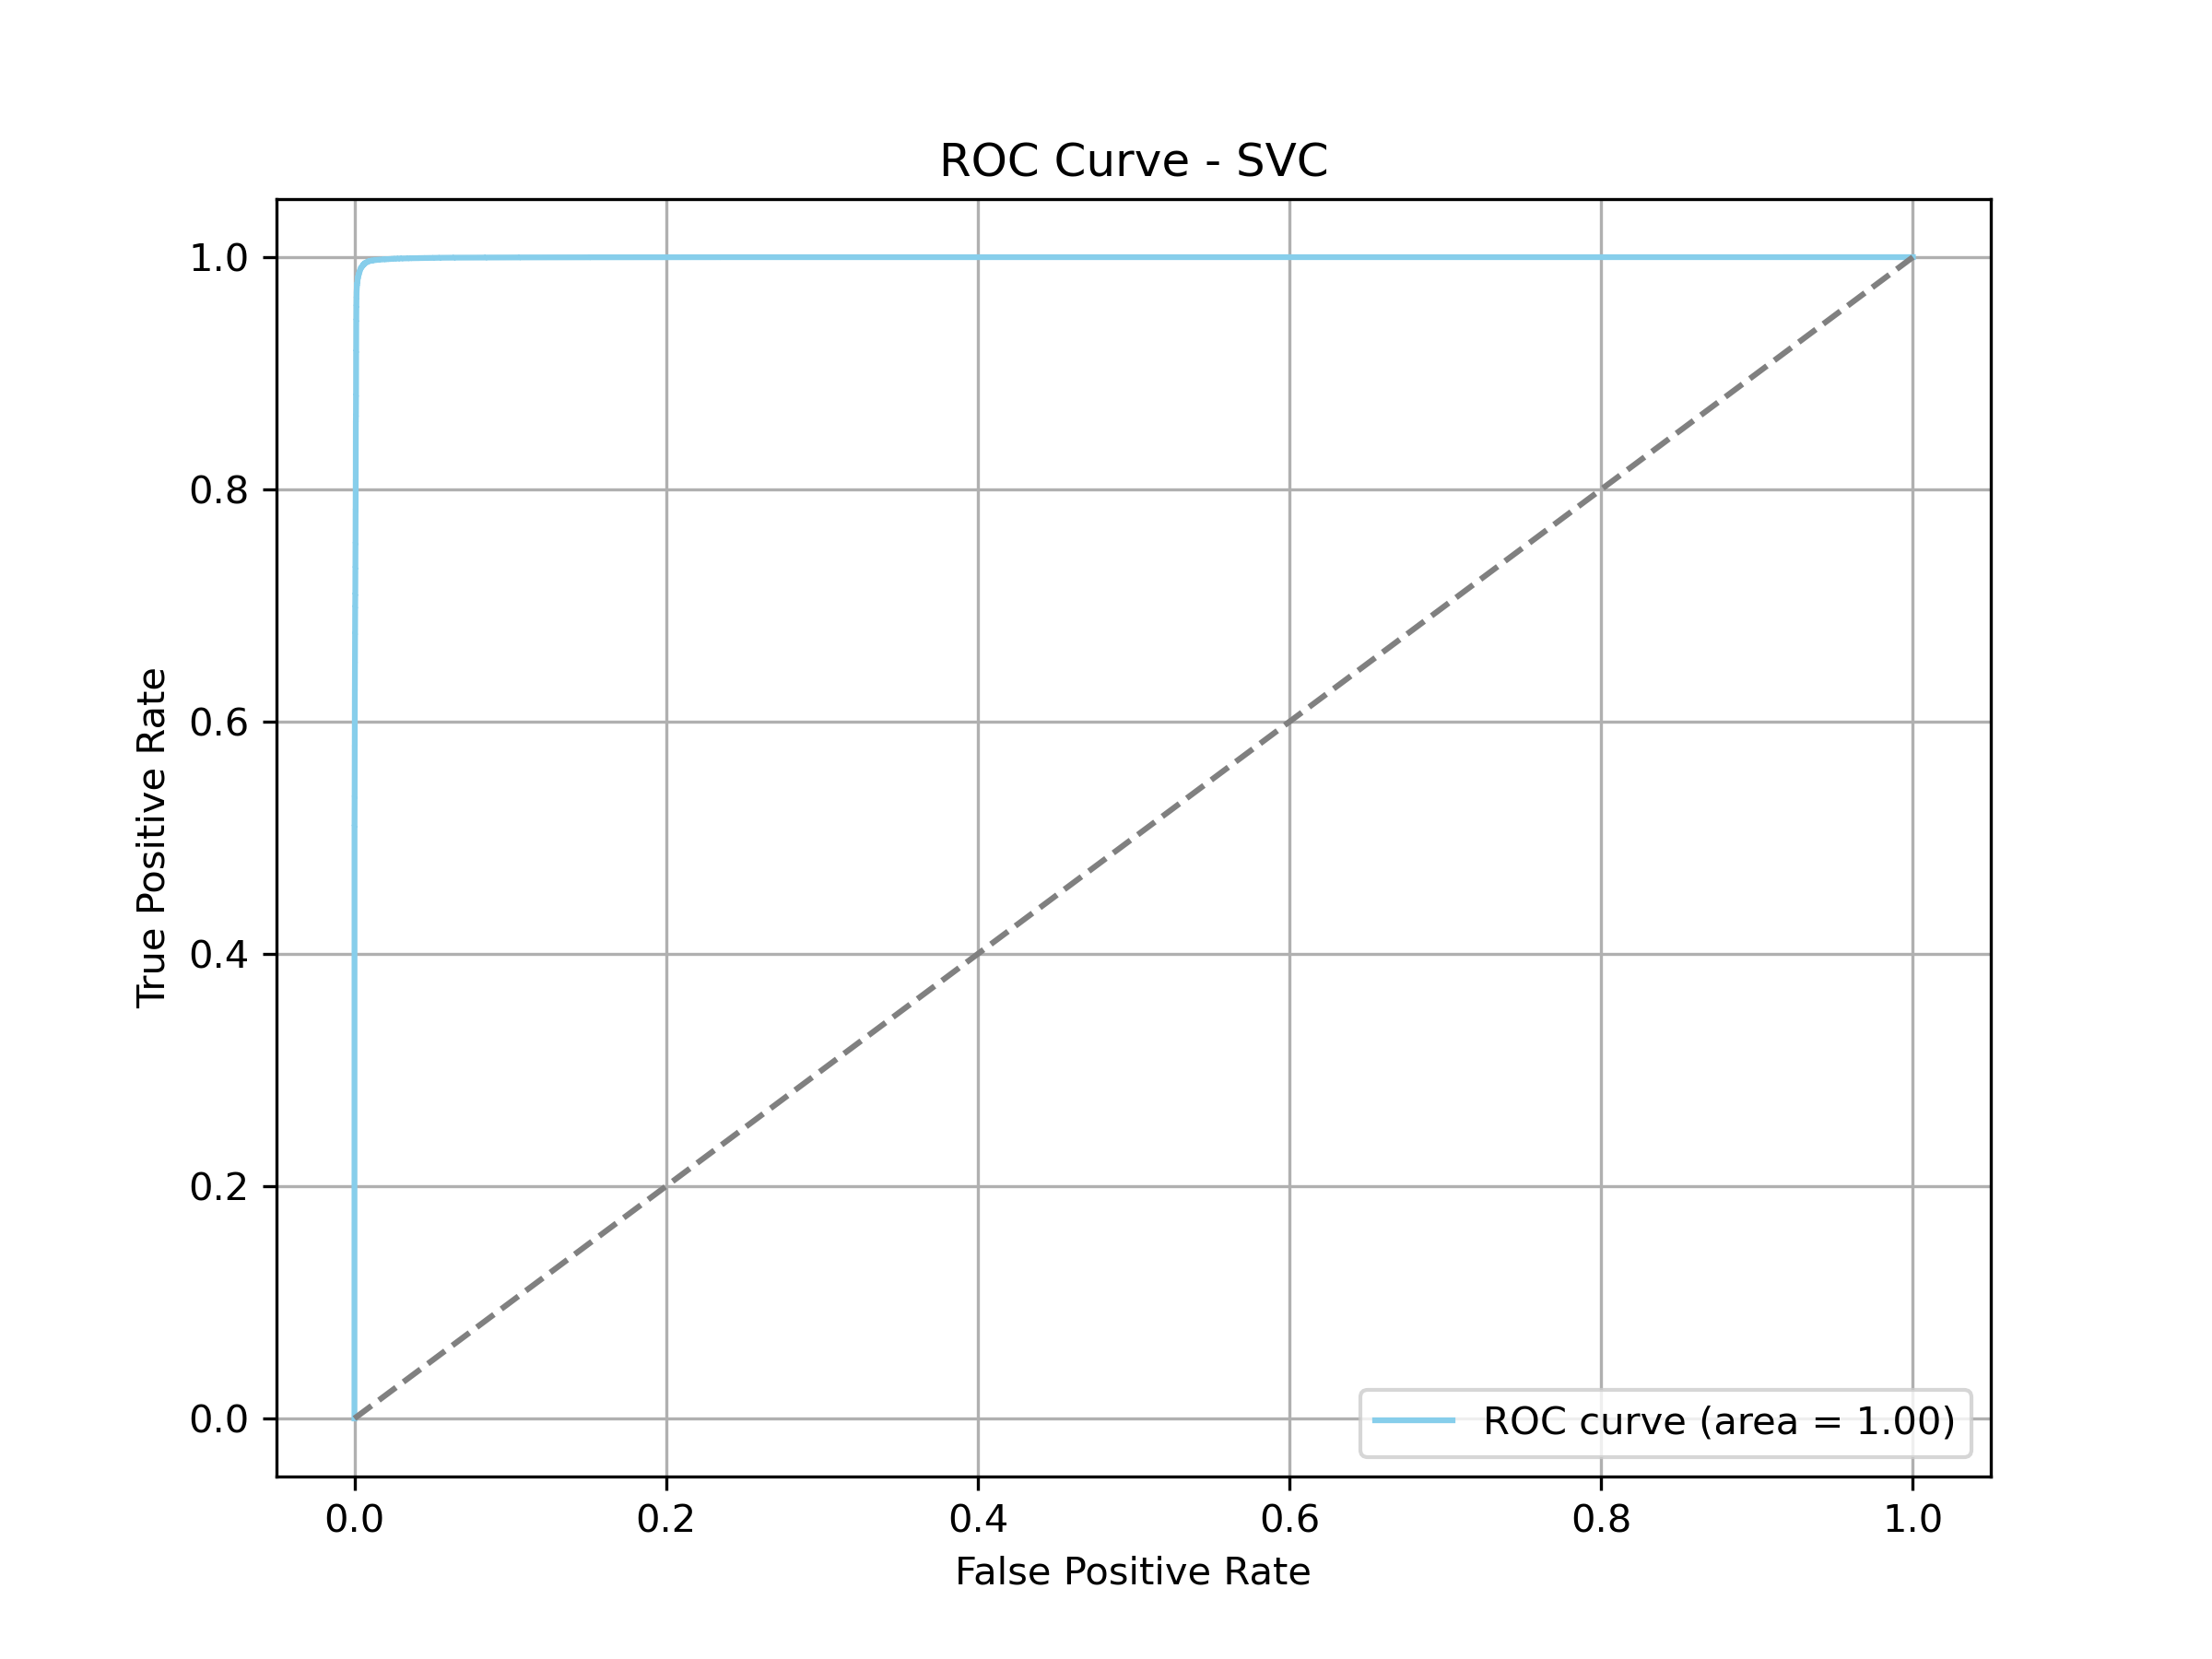 ROC Curve - SVC
True Positive Rate
1.0
0.8
0.6
0.4
0.2
0.0
ROC curve (area = 1.00)
0.0 0.2 0.4 0.6 0.8 1.0
False Positive Rate